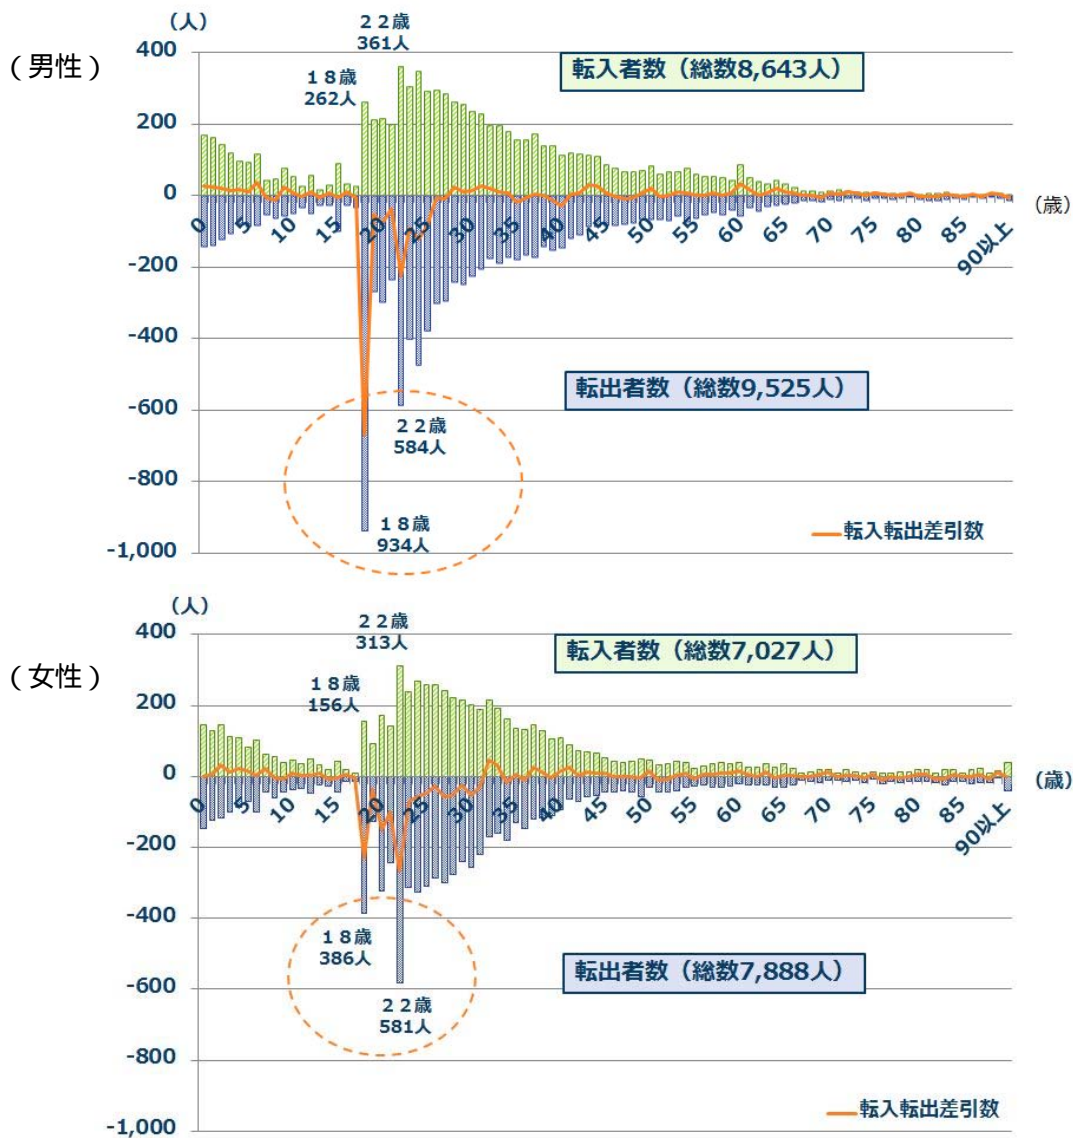 （人）
（男性）
２２歳
361人
１８歳
262人
転入者数（総数8,643人）
400
200
0
-200
-400
-600
-800
-1,000
0
5
10
15
20
25
30
35
40
45
50
55
60
65
70
75
80
85
90以上
（歳）
転出者数（総数9,525人）
２２歳
584人
１８歳
934人
転入転出差引数
（人）
（女性）
２２歳
313人
１８歳
156人
転入者数（総数7,027人）
400
200
0
-200
-400
-600
-800
-1,000
0
5
10
15
20
25
30
35
40
45
50
55
60
65
70
75
80
85
90以上
（歳）
１８歳
386人
転出者数（総数7,888人）
２２歳
581人
転入転出差引数